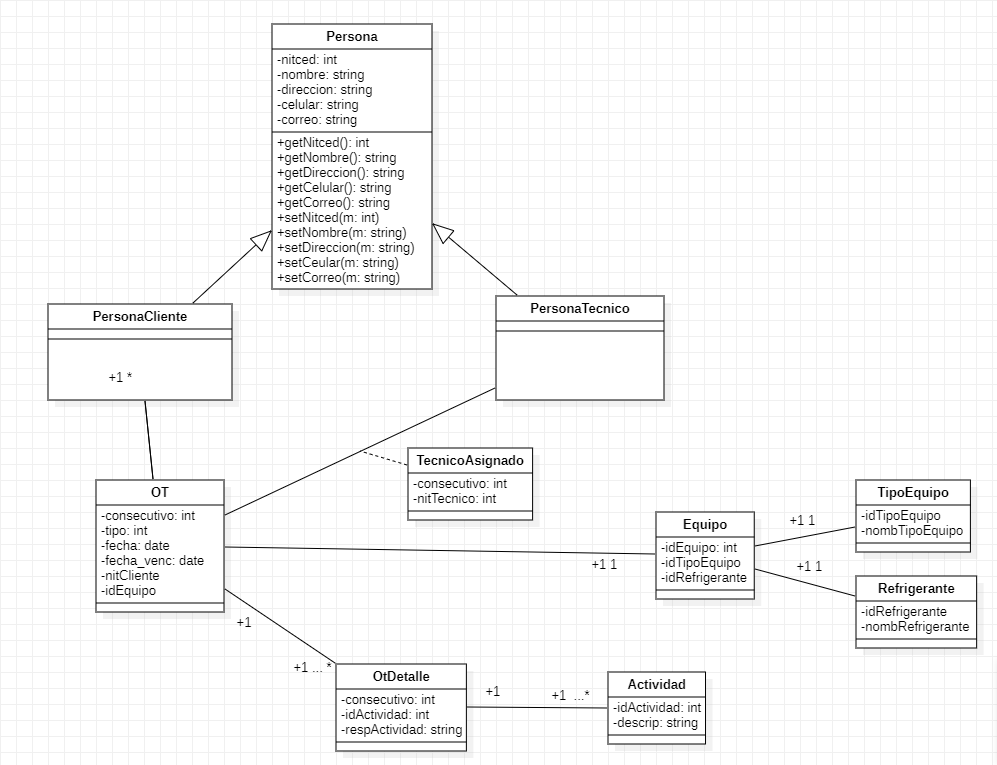 Persona
-nitced: int
-nombre: string
-direccion: string
-celular: string
-correo: string
+getNitced(): int
+getNombre(): string
+getDireccion(): string
+getCelular(): string
+getCorreo(): string
+setNitced(m: int)
+setNombre(m: string)
+setDireccion(m: string)
+setCeular(m: string)
+setCorreo(m: string)
PersonaCliente
+1 *
PersonaTecnico
TecnicoAsignado
-consecutivo: int
-nitTecnico: int
OT
-consecutivo: int
-tipo: int
-fecha: date
-fecha_venc: date
-nitCliente
-idEquipo
+1 1
Equipo
-idEquipo: int
-idTipoEquipo
-idRefrigerante
+1 1
TipoEquipo
-idTipoEquipo
-nombTipoEquipo
+1 1
Refrigerante
-idRefrigerante
-nombRefrigerante
+1
+1 ... *
OtDetalle
-consecutivo: int
-idActividad: int
-respActividad: string
+1
+1 ...*
Actividad
-idActividad: int
-descrip: string